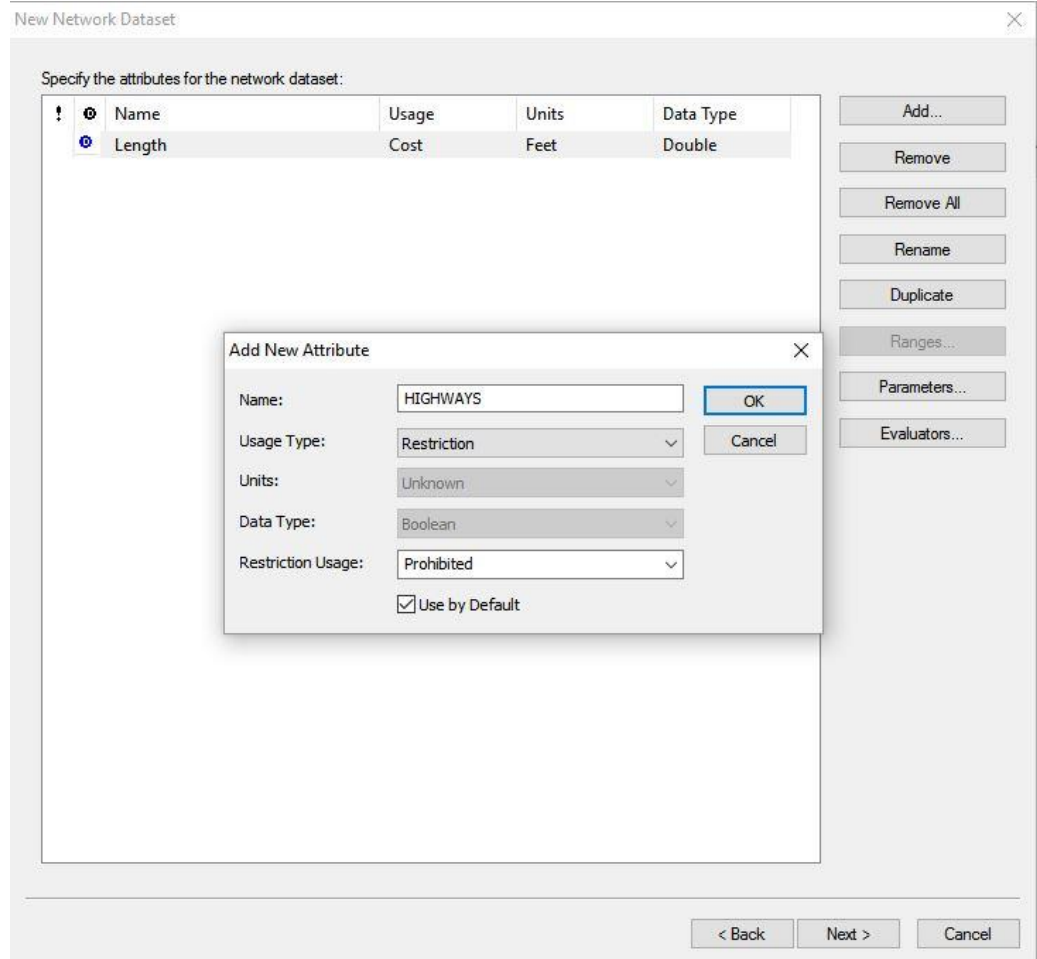 New Network Dataset
Specify the attributes for the network dataset:
! D Name Usage Units Data Type
D Length Cost Feet Double
Add...
Remove
Remove All
Rename
Duplicate
Ranges...
Parameters...
Evaluators...
Add New Attribute
Name: HIGHWAYS
OK
Usage Type: Restriction
Cancel
Units: Unknown
Data Type: Boolean
Restriction Usage: Prohibited
Use by Default
< Back Next > Cancel